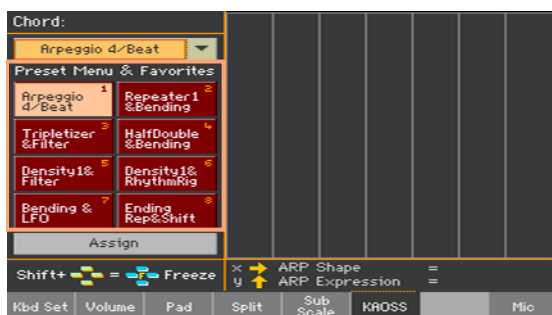 Chord:
Arpeggio 4/Beat
Preset Menu & Favorites
Arpeggio 1
4/Beat
Repeater1 2
&Bending
Tripletizer 3
&Filter
HalfDouble 4
&Bending
Density1& 5
Filter
Density1& 6
RhythmRig
Bending & 7
LFO
Ending 8
Rep&Shift
Assign
Shift+ = F Freeze
x ARP Shape =
y ARP Expression =
Kbd Set Volume Pad Split Sub Scale KAOSS Mic